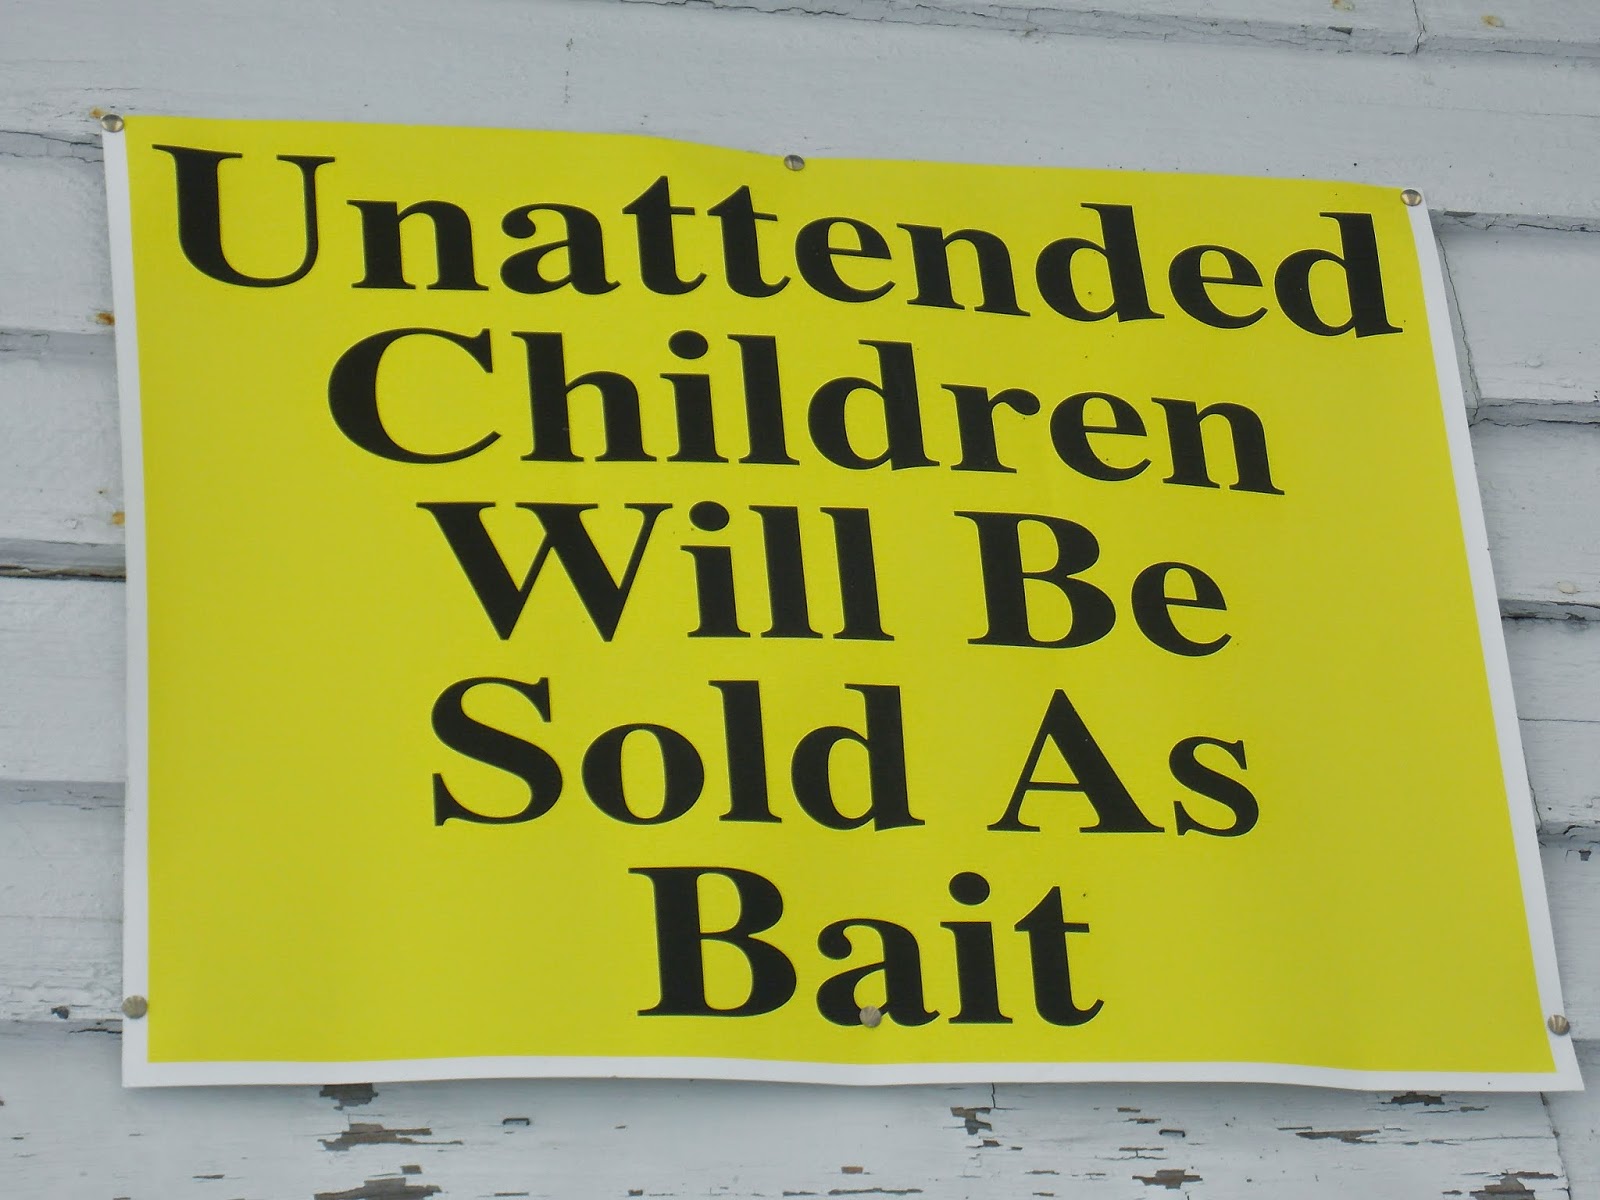 Unattended
Children
Will Be
Sold As
Bait